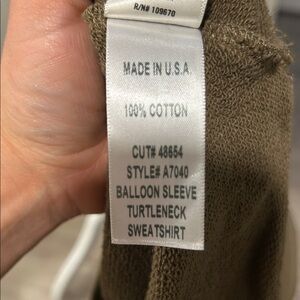 R/N# 109670
MADE IN U.S.A
100% COTTON
CUT# 48654
STYLE# A7040
BALLOON SLEEVE
TURTLENECK
SWEATSHIRT